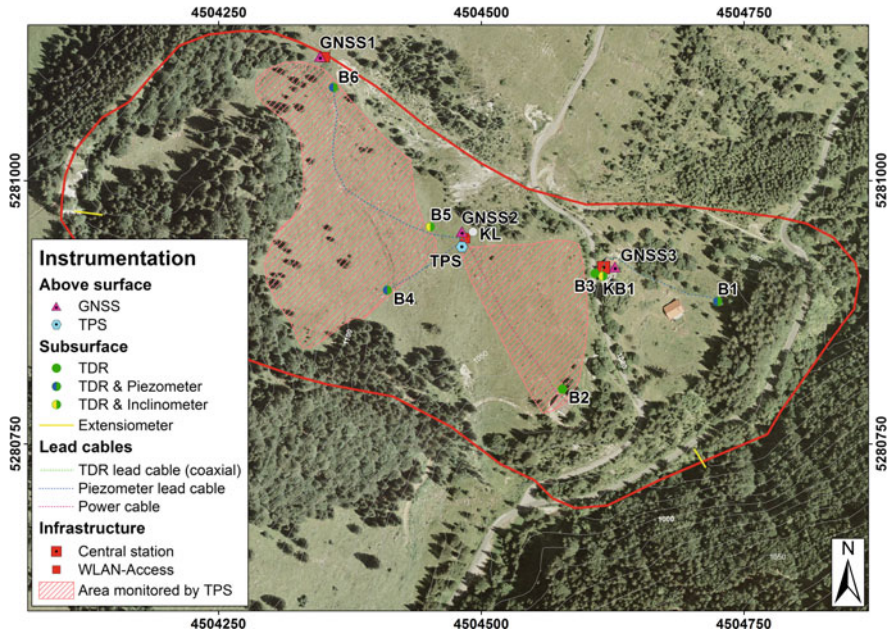 4504250
4504500
4504750
GNSS1
B6
5281000
5281000
B5
GNSS2
KL
TPS
GNSS3
B3
KB1
B1
B4
B2
Instrumentation
Above surface
GNSS
TPS
Subsurface
TDR
TDR & Piezometer
TDR & Inclinometer
Extensiometer
Lead cables
TDR lead cable (coaxial)
Piezometer lead cable
Power cable
Infrastructure
Central station
WLAN-Access
Area monitored by TPS
5280750
5280750
1000
1050
N
4504250
4504500
4504750